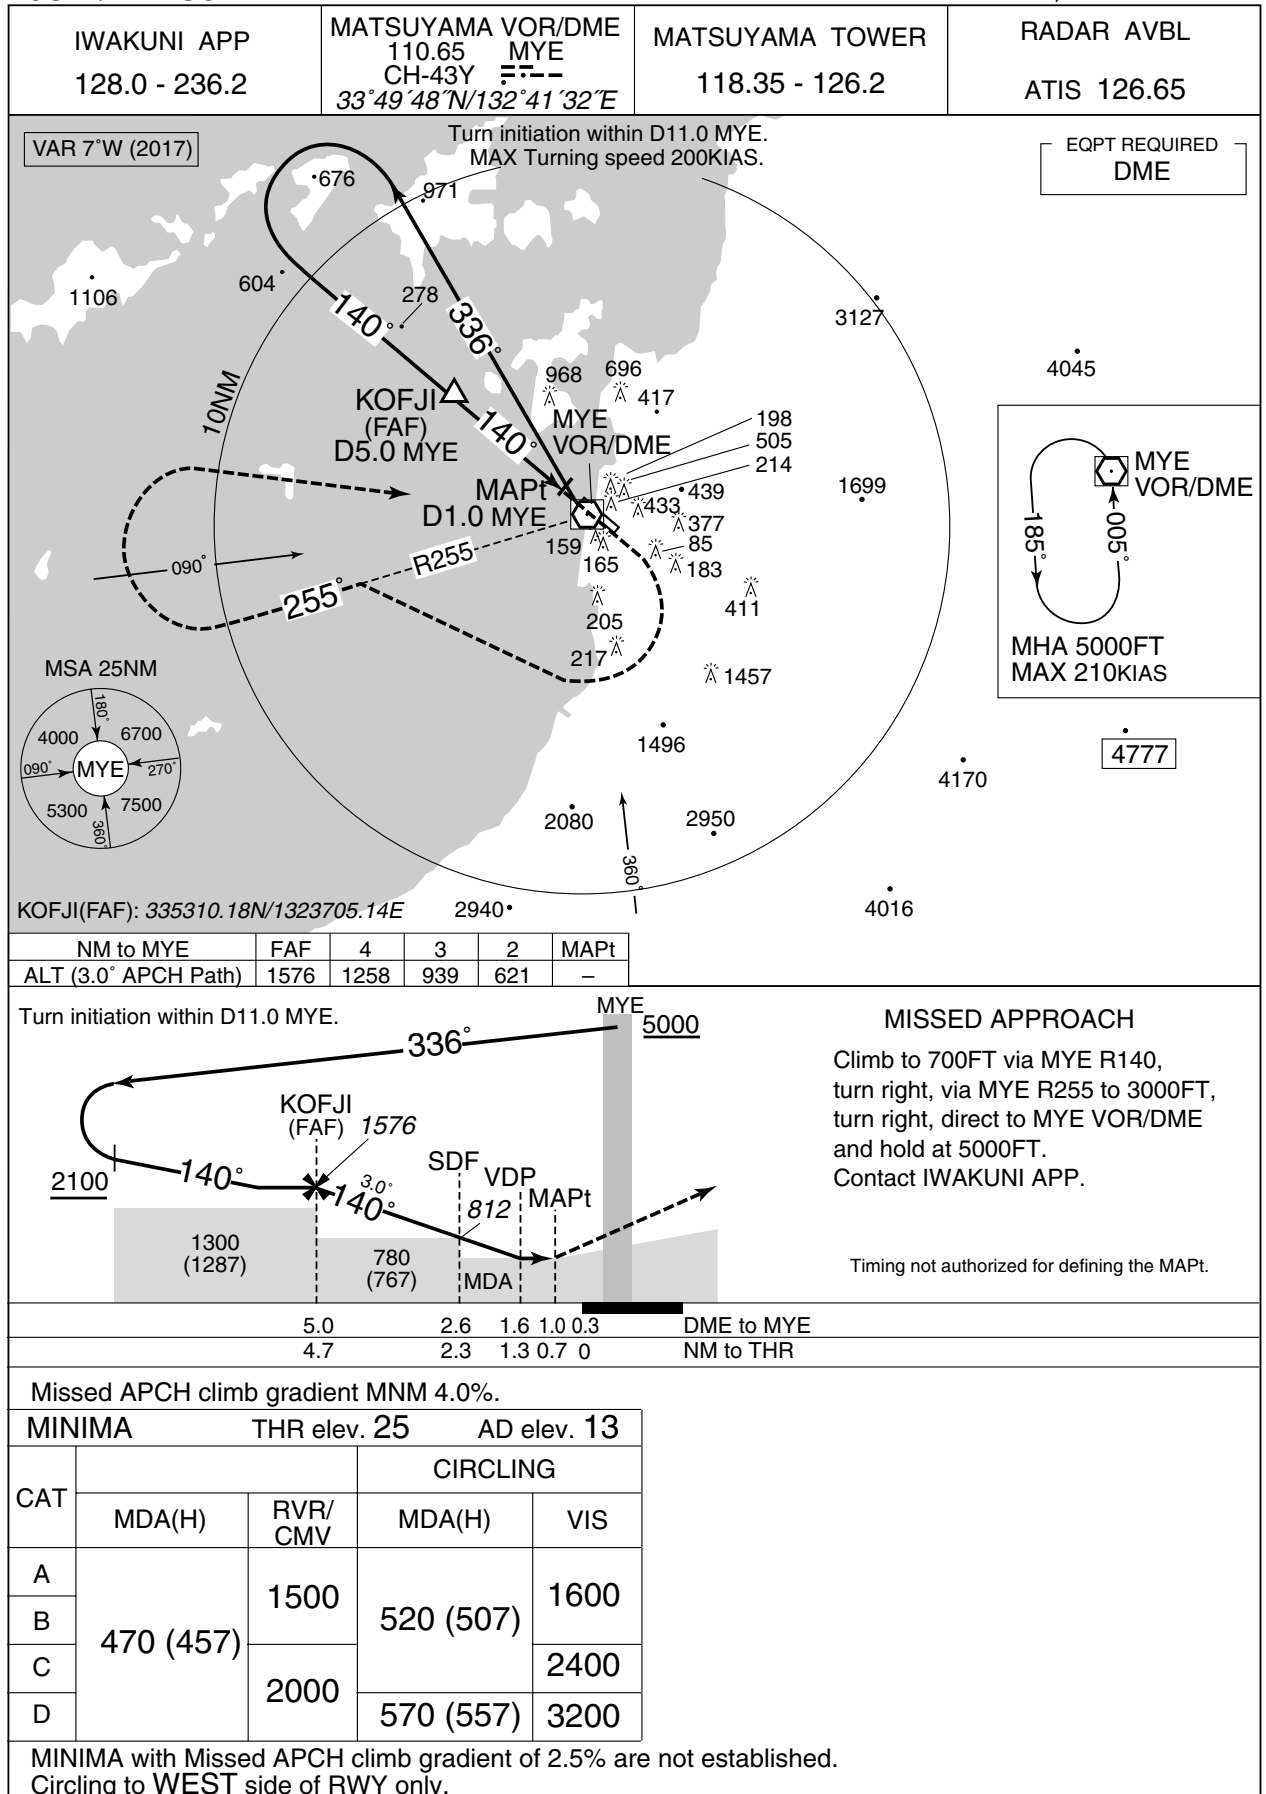 IWAKUNI APP
128.0 - 236.2
MATSUYAMA VOR/DME
110.65 MYE
CH-43Y
33°49´48˝N/132°41´32˝E
MATSUYAMA TOWER
118.35 - 126.2
RADAR AVBL
ATIS 126.65
VAR 7°W (2017)
Turn initiation within D11.0 MYE.
MAX Turning speed 200KIAS.
EQPT REQUIRED
DME
676
971
604
1106
278
140°
336°
3127
4045
10NM
968
696
417
KOFJI
(FAF)
D5.0 MYE
140°
MYE
VOR/DME
198
505
214
MAPt
D1.0 MYE
439
433
377
1699
159
165
85
183
R255
090°
255°
205
411
217
1457
MYE
VOR/DME
185°
005°
MHA 5000FT
MAX 210KIAS
MSA 25NM
180°
4000
6700
090°
MYE
270°
5300
7500
360°
1496
4777
4170
2080
2950
360°
4016
2940
KOFJI(FAF): 335310.18N/1323705.14E
NM to MYE FAF 4 3 2 MAPt
ALT (3.0° APCH Path) 1576 1258 939 621 –
Turn initiation within D11.0 MYE.
MYE
5000
336°
KOFJI
(FAF)
1576
2100
140°
3.0°
140°
SDF
812
VDP
MAPt
1300
(1287)
780
(767)
MDA
MISSED APPROACH
Climb to 700FT via MYE R140,
turn right, via MYE R255 to 3000FT,
turn right, direct to MYE VOR/DME
and hold at 5000FT.
Contact IWAKUNI APP.
Timing not authorized for defining the MAPt.
5.0 2.6 1.6 1.0 0.3 DME to MYE
4.7 2.3 1.3 0.7 0 NM to THR
Missed APCH climb gradient MNM 4.0%.
MINIMA THR elev. 25 AD elev. 13
CAT
CIRCLING
MDA(H)
RVR/
CMV
MDA(H)
VIS
A
B
C
D
470 (457)
1500
2000
520 (507)
570 (557)
1600
2400
3200
MINIMA with Missed APCH climb gradient of 2.5% are not established.
Circling to WEST side of RWY only.